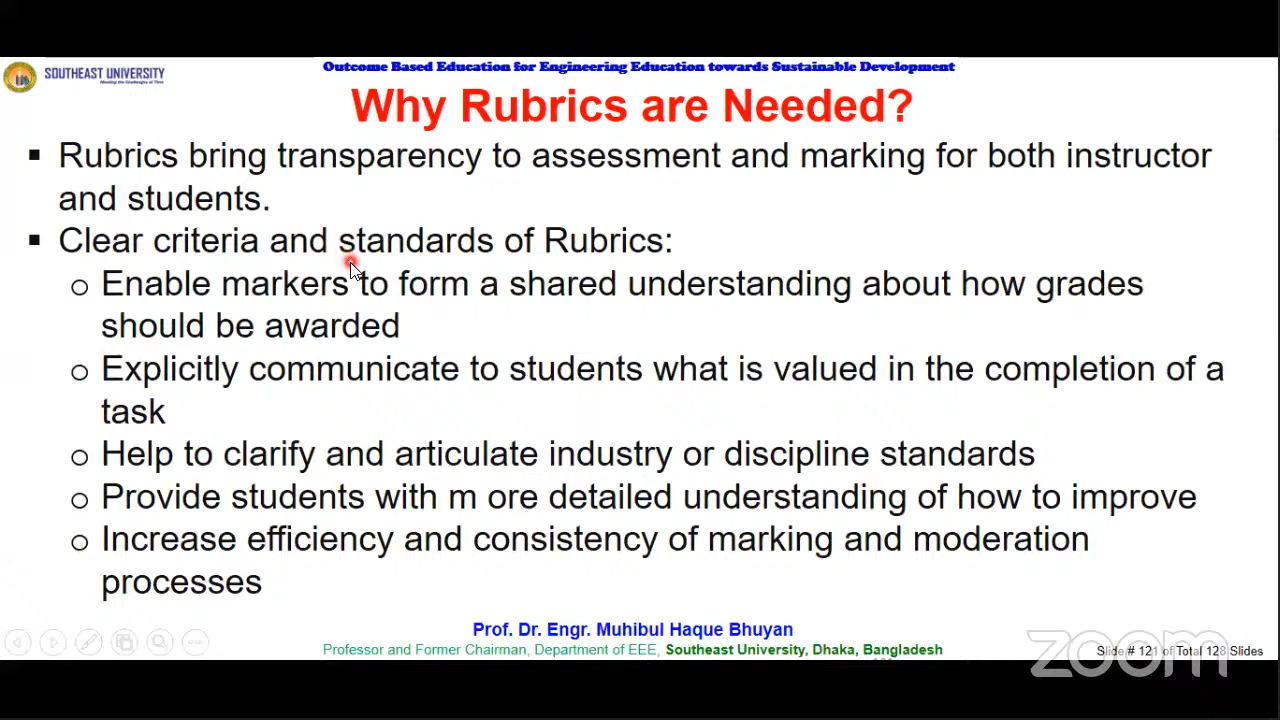 SOUTHEAST UNIVERSITY
Outcome Based Education for Engineering Education towards Sustainable Development
Why Rubrics are Needed?
▪ Rubrics bring transparency to assessment and marking for both instructor
and students.
▪ Clear criteria and standards of Rubrics:
o Enable markers to form a shared understanding about how grades
should be awarded
o Explicitly communicate to students what is valued in the completion of a
task
o Help to clarify and articulate industry or discipline standards
o Provide students with m ore detailed understanding of how to improve
o Increase efficiency and consistency of marking and moderation
processes
Prof. Dr. Engr. Muhibul Haque Bhuyan
Professor and Former Chairman, Department of EEE, Southeast University, Dhaka, Bangladesh
Slide # 121 of Total 128 Slides
zoom